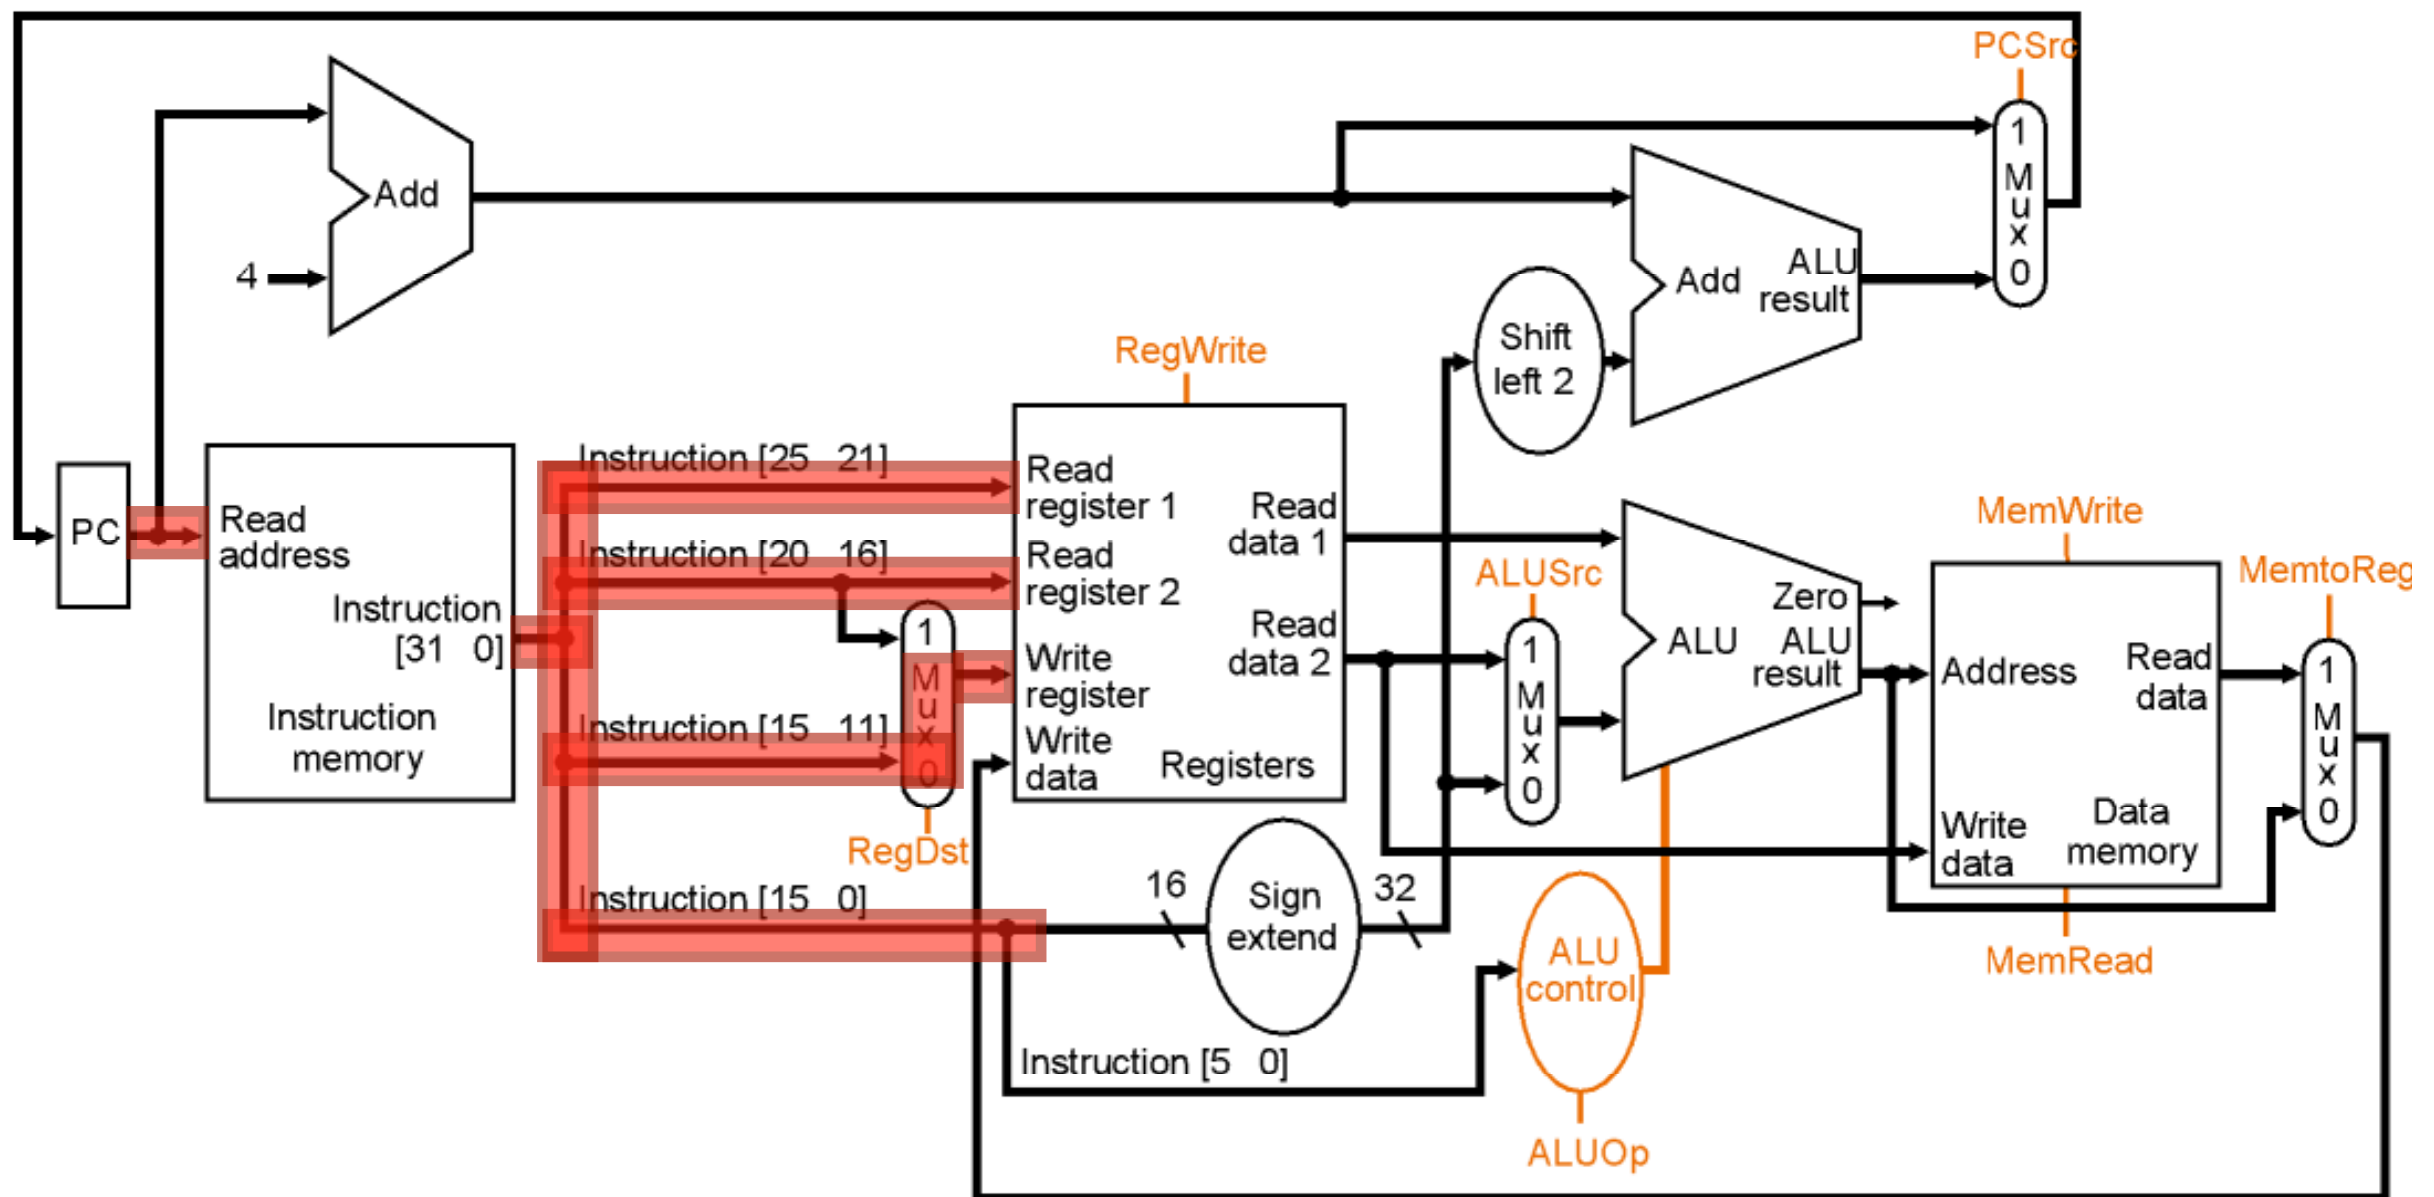 PCSrc
1
M
u
x
0
Add
4
Add
ALU
result
Shift
left 2
RegWrite
PC
Read
address
Instruction
[31 0]
Instruction
memory
Instruction [25 21]
Instruction [20 16]
Instruction [15 11]
Instruction [15 0]
1
M
u
x
0
RegDst
Read
register 1
Read
register 2
Write
register
Write
data
Read
data 1
Read
data 2
Registers
16
Sign
extend
32
Instruction [5 0]
ALUSrc
1
M
u
x
0
Zero
ALU
ALU
result
ALU
control
ALUOp
MemWrite
Address
Read
data
Write
data
Data
memory
MemRead
MemtoReg
1
M
u
x
0